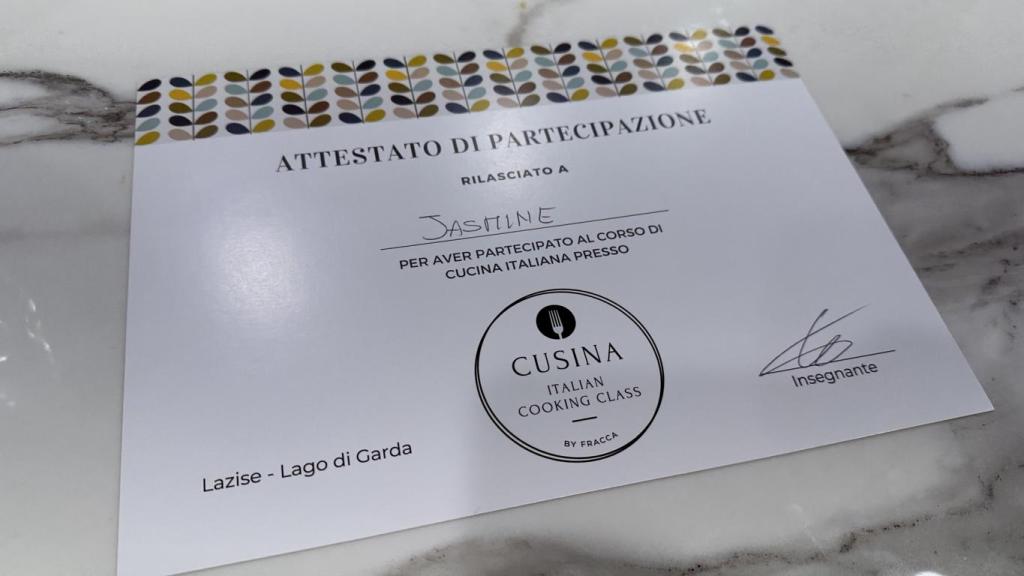 ATTESTATO DI PARTECIPAZIONE
RILASCIATO A
JASMINE
PER AVER PARTECIPATO AL CORSO DI
CUCINA ITALIANA PRESSO
CUSINA
ITALIAN
COOKING CLASS
BY FRACCA
Insegnante
Lazise - Lago di Garda